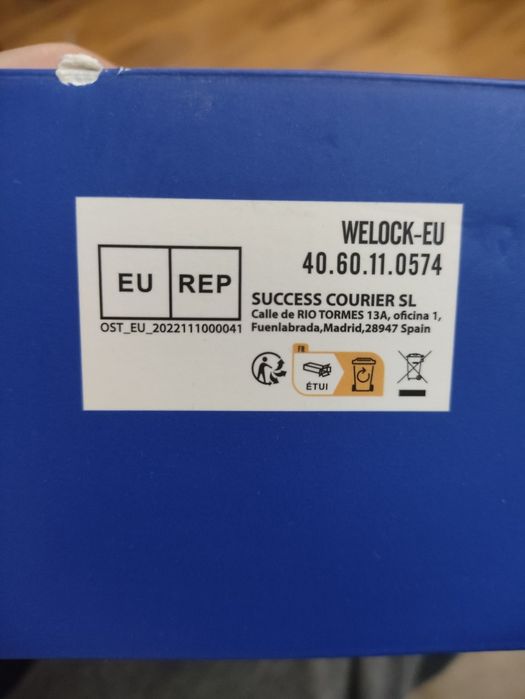 WELOCK-EU
40.60.11.0574
EU REP
OST_EU_2022111000041
SUCCESS COURIER SL
Calle de RIO TORMES 13A, oficina 1,
Fuenlabrada,Madrid,28947 Spain
FR
ÉTUI